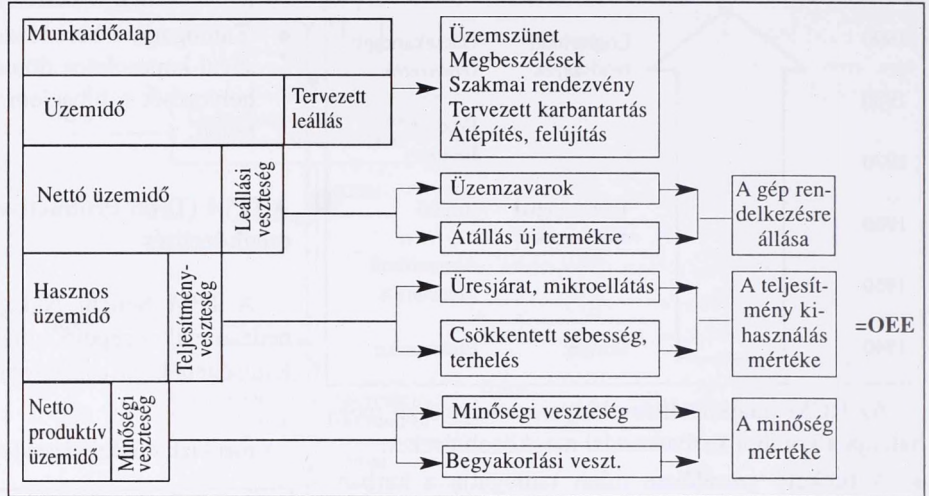 Munkaidőalap
Üzemidő
Tervezett
leállás
Üzemszünet
Megbeszélések
Szakmai rendezvény
Tervezett karbantartás
Átépítés, felújítás
Nettó üzemidő
Leállási
veszteség
Üzemzavarok
Átállás új termékre
A gép ren-
delkezésre
állása
Hasznos
üzemidő
Teljesítmény-
veszteség
Üresjárat, mikroellátás
Csökkentett sebesség,
terhelés
A teljesít-
mény ki-
használás
mértéke
=OEE
Netto
produktív
üzemidő
Minőségi
veszteség
Minőségi veszteség
Begyakorlási veszt.
A minőség
mértéke